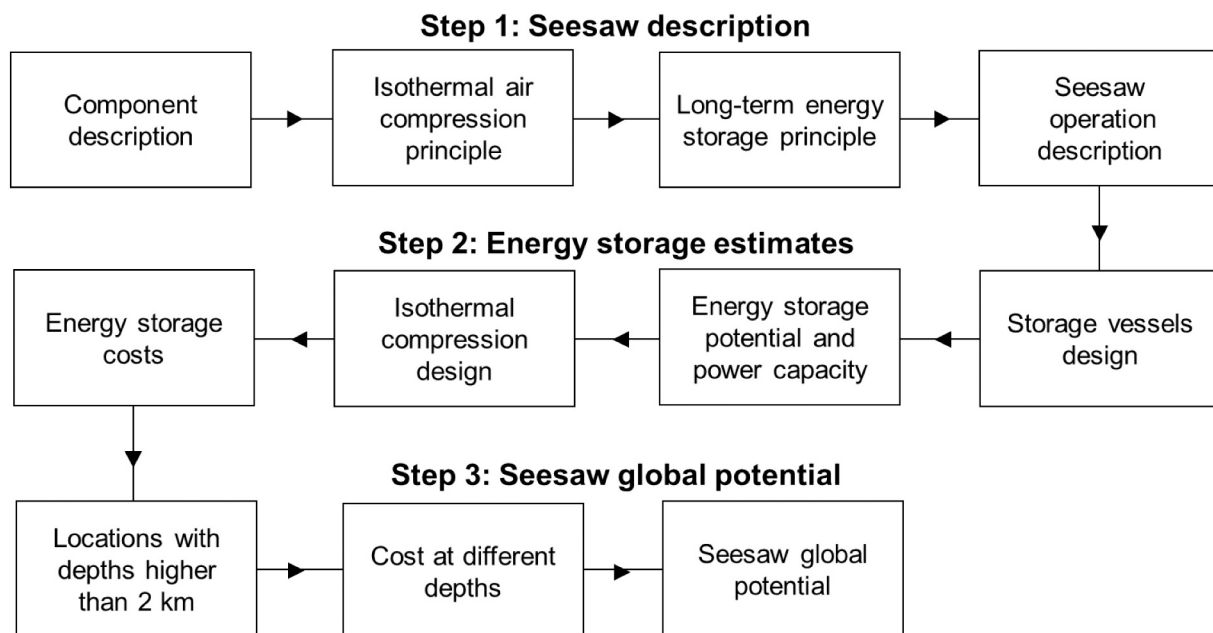 Step 1: Seesaw description
Component
description
Isothermal air
compression
principle
Long-term energy
storage principle
Seesaw
operation
description
Step 2: Energy storage estimates
Storage vessels
design
Energy storage
potential and
power capacity
Isothermal
compression
design
Energy storage
costs
Step 3: Seesaw global potential
Locations with
depths higher
than 2 km
Cost at different
depths
Seesaw global
potential